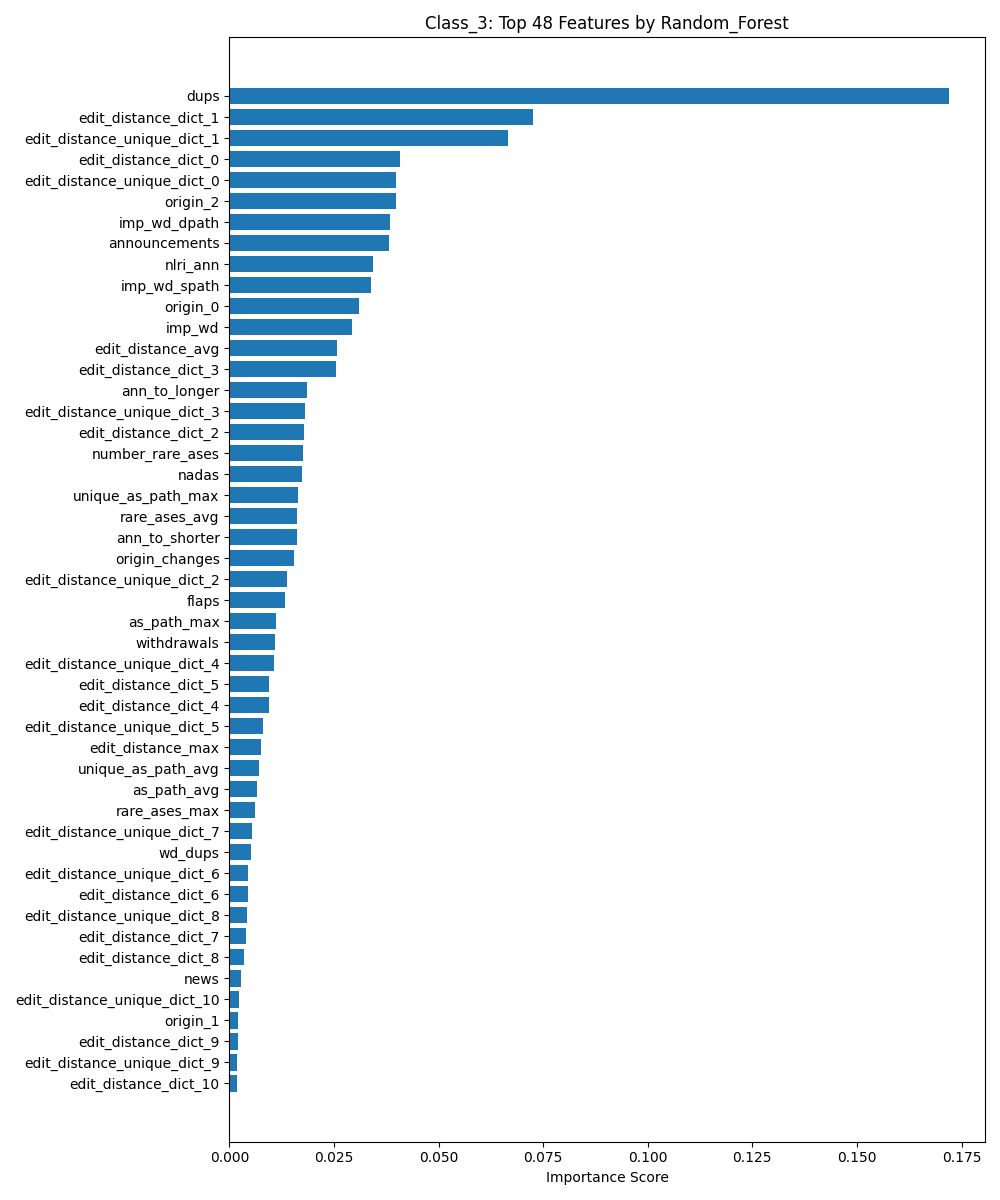 Class_3: Top 48 Features by Random_Forest
dups
edit_distance_dict_1
edit_distance_unique_dict_1
edit_distance_dict_0
edit_distance_unique_dict_0
origin_2
imp_wd_dpath
announcements
nlri_ann
imp_wd_spath
origin_0
imp_wd
edit_distance_avg
edit_distance_dict_3
ann_to_longer
edit_distance_unique_dict_3
edit_distance_dict_2
number_rare_ases
nadas
unique_as_path_max
rare_ases_avg
ann_to_shorter
origin_changes
edit_distance_unique_dict_2
flaps
as_path_max
withdrawals
edit_distance_unique_dict_4
edit_distance_dict_5
edit_distance_dict_4
edit_distance_unique_dict_5
edit_distance_max
unique_as_path_avg
as_path_avg
rare_ases_max
edit_distance_unique_dict_7
wd_dups
edit_distance_unique_dict_6
edit_distance_dict_6
edit_distance_unique_dict_8
edit_distance_dict_7
edit_distance_dict_8
news
edit_distance_unique_dict_10
origin_1
edit_distance_dict_9
edit_distance_unique_dict_9
edit_distance_dict_10
0.000 0.025 0.050 0.075 0.100 0.125 0.150 0.175
Importance Score